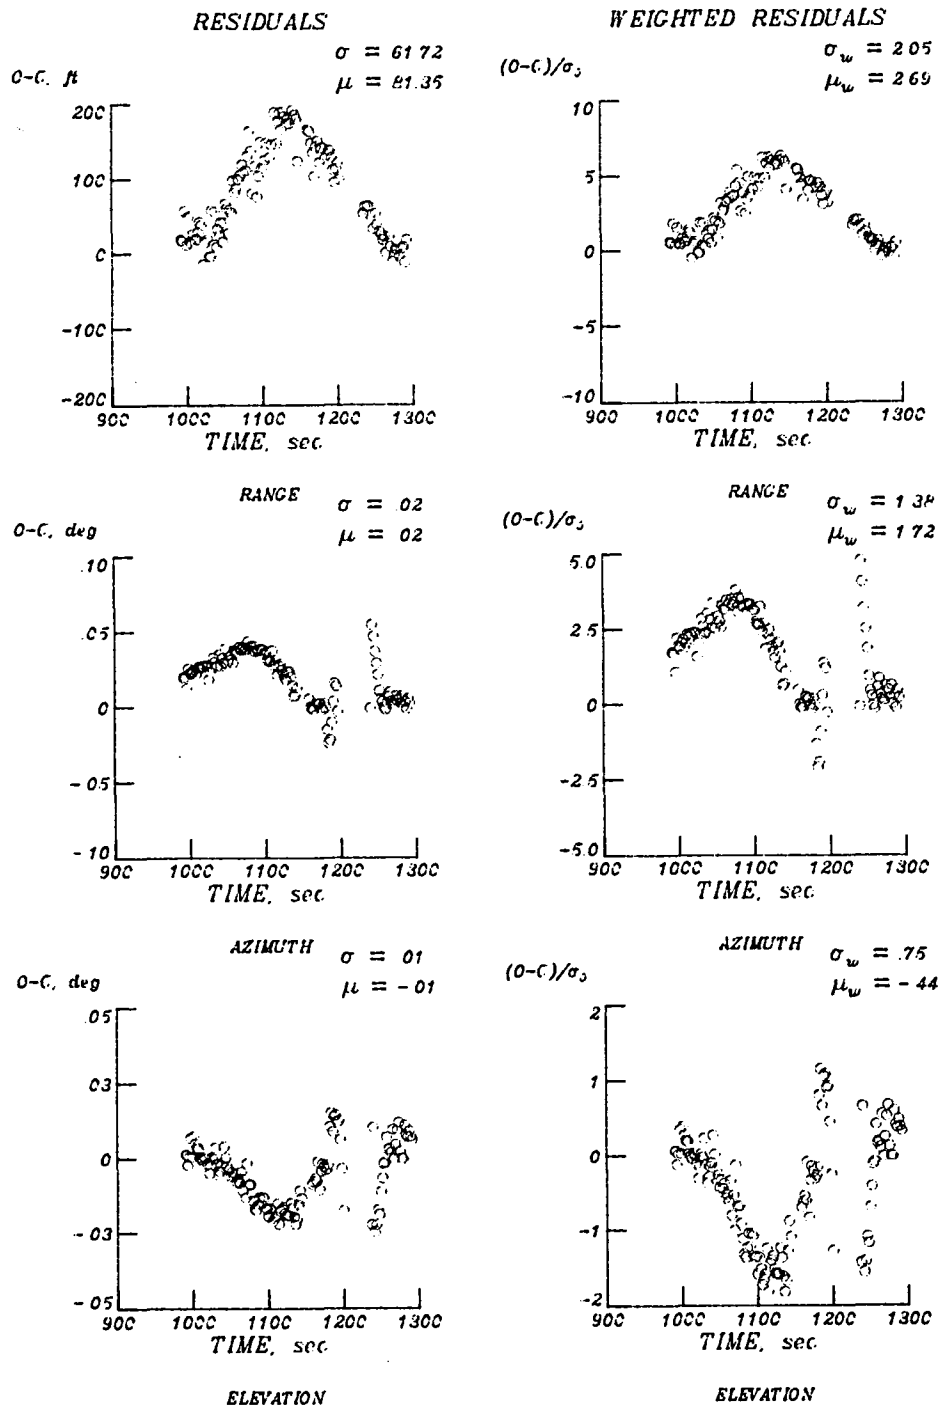 RESIDUALS
WEIGHTED RESIDUALS
σ = 61.72
μ = 81.35
O-C, ft
σw = 2.05
μw = 2.69
(O-C)/σ
200
100
0
-100
-200
900 1000 1100 1200 1300
TIME, sec
RANGE
10
5
0
-5
-10
900 1000 1100 1200 1300
TIME, sec
RANGE
σ = .02
μ = .02
O-C, deg
σw = 1.38
μw = 1.72
(O-C)/σ
.10
.05
0
-.05
-.10
900 1000 1100 1200 1300
TIME, sec
AZIMUTH
5.0
2.5
0
-2.5
-5.0
900 1000 1100 1200 1300
TIME, sec
AZIMUTH
σ = .01
μ = -.01
O-C, deg
σw = .75
μw = -.44
(O-C)/σ
.05
.03
0
-.03
-.05
900 1000 1100 1200 1300
TIME, sec
ELEVATION
2
1
0
-1
-2
900 1000 1100 1200 1300
TIME, sec
ELEVATION